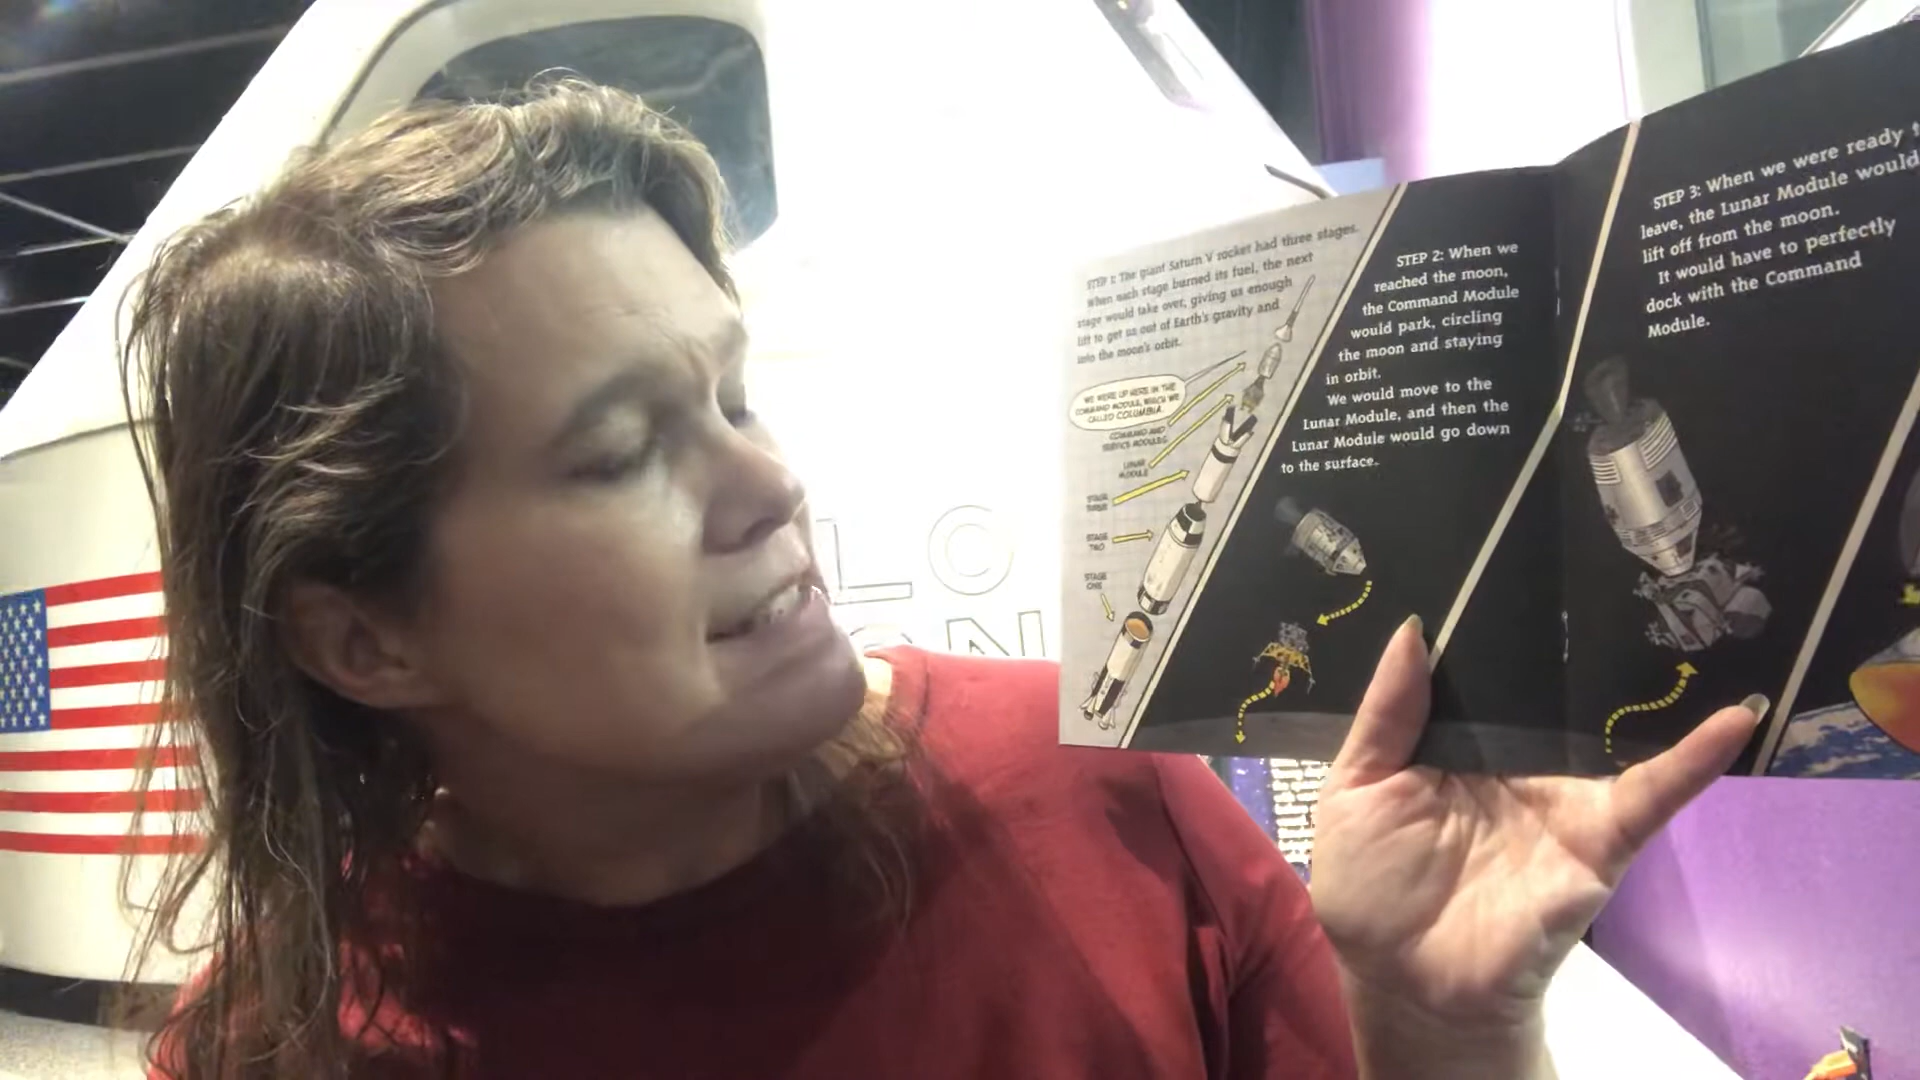 STEP 1: The giant Saturn V rocket had three stages.
When each stage burned its fuel, the next
stage would take over, giving us enough
lift to get us out of Earth's gravity and
into the moon's orbit.
WE WERE UP HERE IN THE
COMMAND MODULE, WHICH WE
CALLED COLUMBIA.
COMMAND AND
SERVICE MODULES
LUNAR
MODULE
STAGE
THREE
STAGE
TWO
STAGE
ONE
STEP 2: When we
reached the moon,
the Command Module
would park, circling
the moon and staying
in orbit.
We would move to the
Lunar Module, and then the
Lunar Module would go down
to the surface.
STEP 3: When we were ready
leave, the Lunar Module would
lift off from the moon.
It would have to perfectly
dock with the Command
Module.